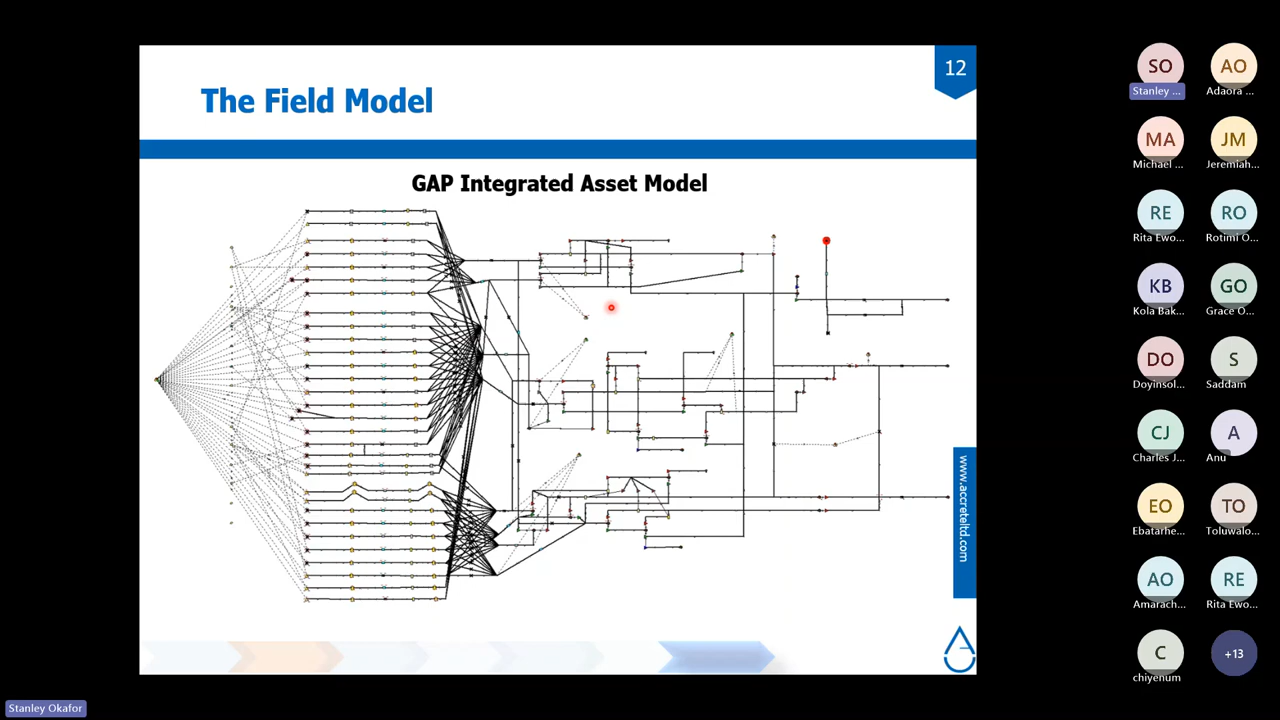 12
The Field Model
GAP Integrated Asset Model
www.accreteltd.com
SO
Stanley ...
AO
Adaora ...
MA
Michael ...
JM
Jeremiah...
RE
Rita Ewo...
RO
Rotimi O...
KB
Kola Bak...
GO
Grace O...
DO
Doyinsol...
S
Saddam
CJ
Charles J...
A
Anu
EO
Ebatarhe...
TO
Toluwalo...
AO
Amarach...
RE
Rita Ewo...
C
chiyenum
+13
Stanley Okafor